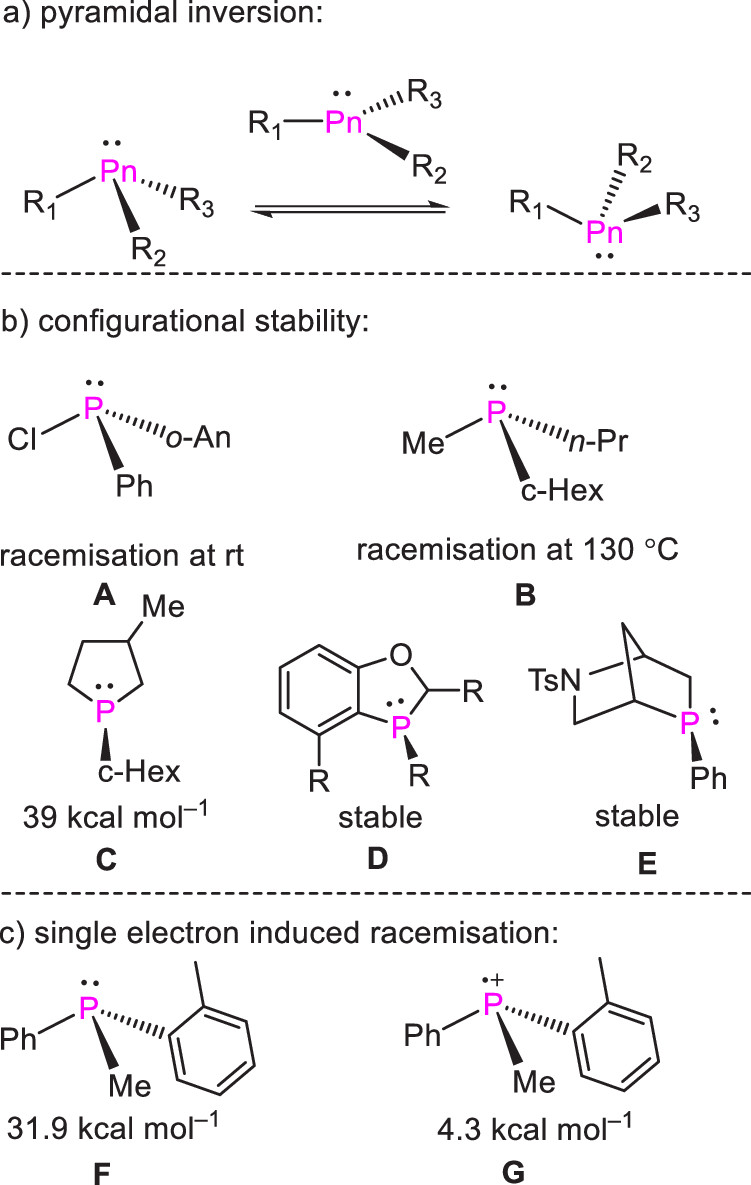 a) pyramidal inversion:
R1 Pn R3 R2
R1 Pn R3 R2
R1 Pn R2 R3
b) configurational stability:
Cl P o-An Ph
Me P n-Pr c-Hex
racemisation at rt
racemisation at 130 °C
A
B
Me P c-Hex
O P R R R
TsN P Ph
39 kcal mol–1
stable
stable
C
D
E
c) single electron induced racemisation:
Ph P Me
Ph P •+ Me
31.9 kcal mol–1
4.3 kcal mol–1
F
G